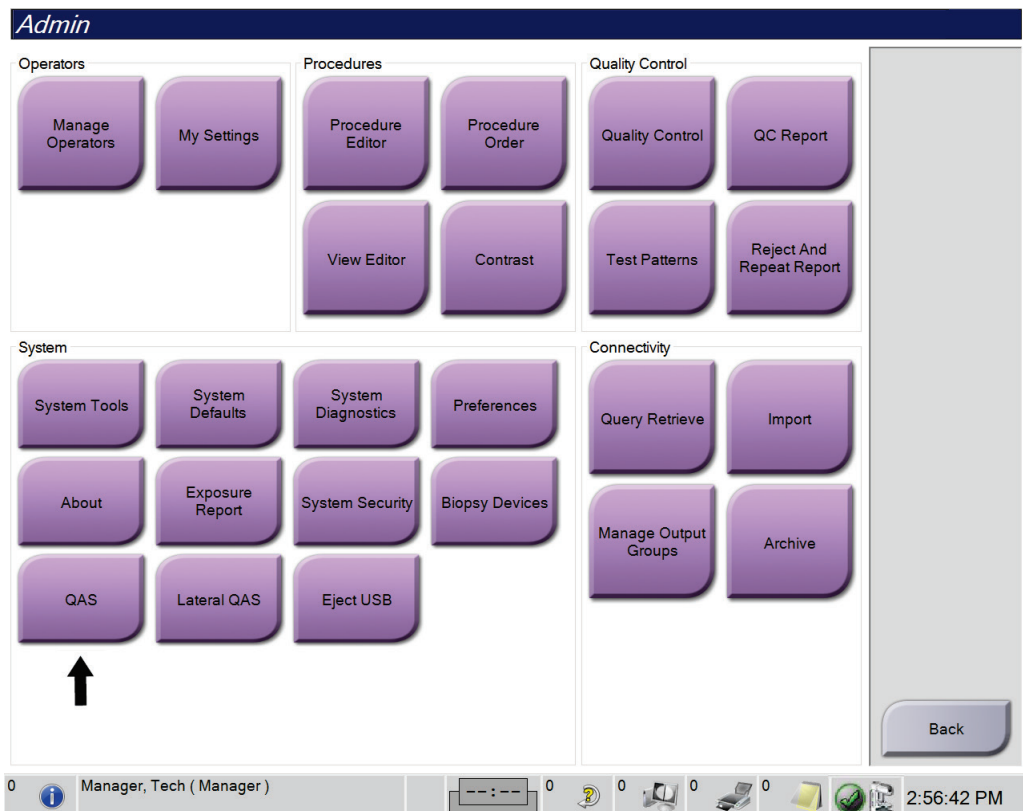 Admin
Operators
Manage
Operators
My Settings
Procedures
Procedure
Editor
Procedure
Order
View Editor
Contrast
Quality Control
Quality Control
QC Report
Test Patterns
Reject And
Repeat Report
System
System Tools
System
Defaults
System
Diagnostics
Preferences
About
Exposure
Report
System Security
Biopsy Devices
QAS
Lateral QAS
Eject USB
Connectivity
Query Retrieve
Import
Manage Output
Groups
Archive
Back
0
Manager, Tech ( Manager )
--:--
0
0
0
0
2:56:42 PM